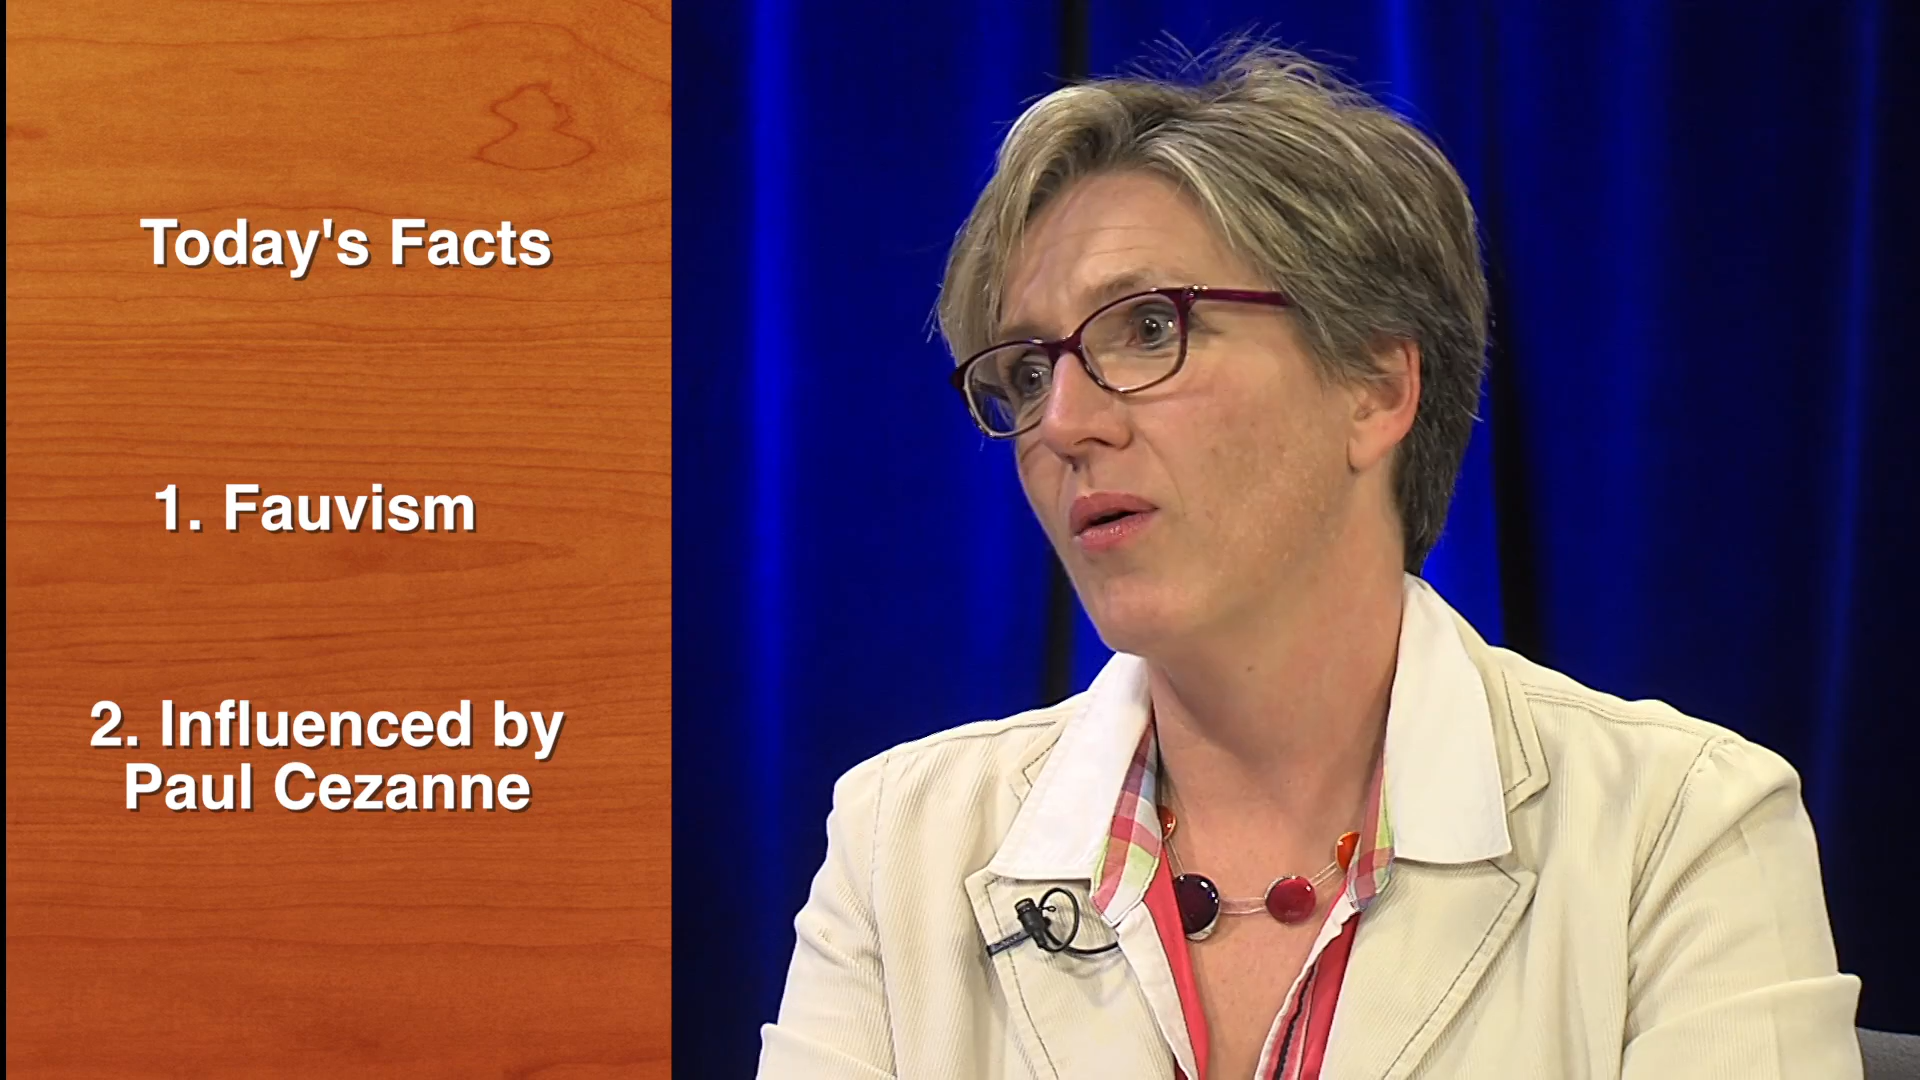 Today's Facts
1. Fauvism
2. Influenced by
Paul Cezanne